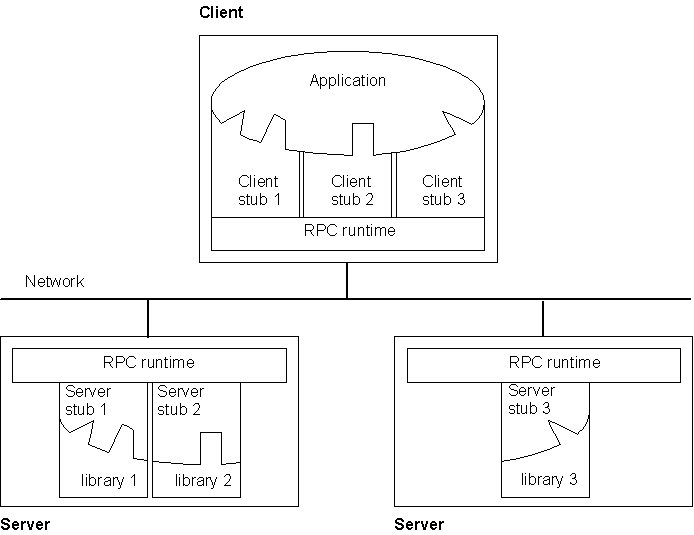 Client
Application
Client
stub 1
Client
stub 2
Client
stub 3
RPC runtime
Network
RPC runtime
Server
stub 1
Server
stub 2
library 1
library 2
Server
RPC runtime
Server
stub 3
library 3
Server